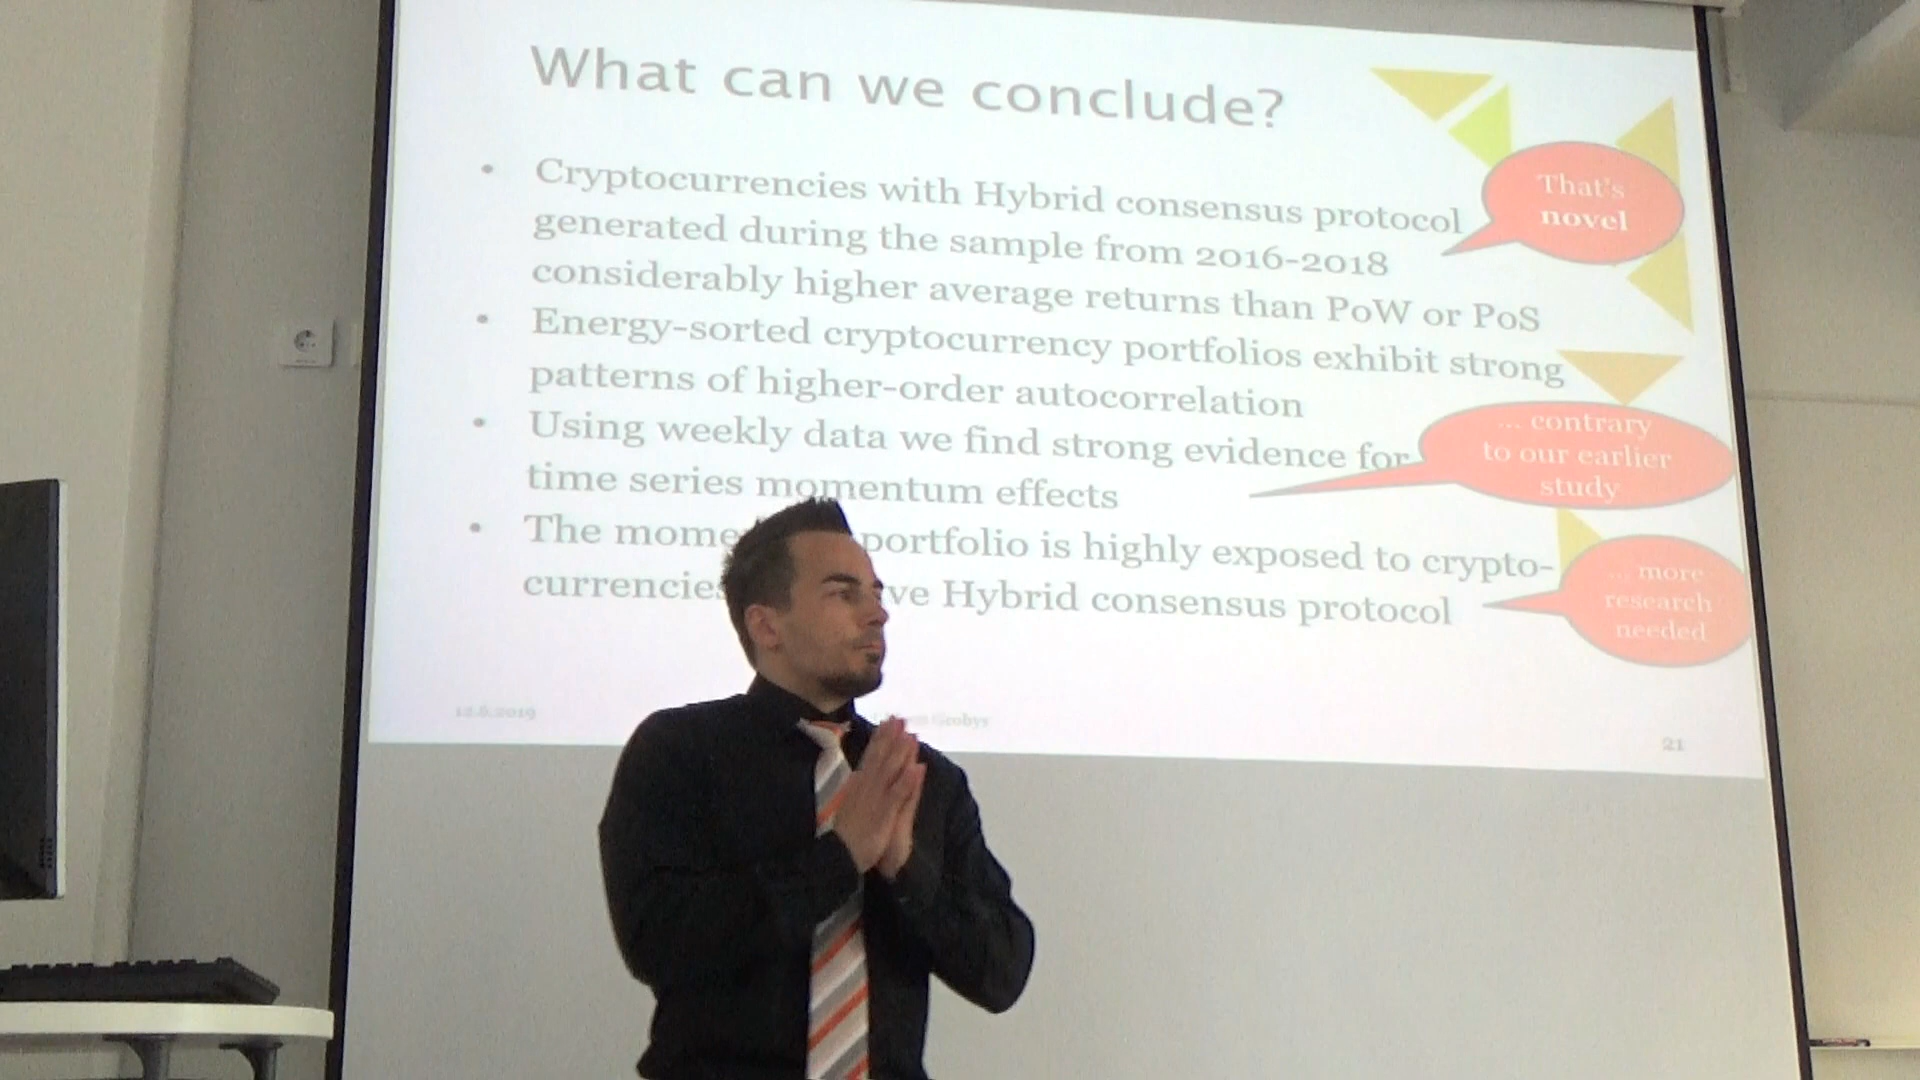 What can we conclude?
• Cryptocurrencies with Hybrid consensus protocol
generated during the sample from 2016-2018
considerably higher average returns than PoW or PoS
That's
novel
• Energy-sorted cryptocurrency portfolios exhibit strong
patterns of higher-order autocorrelation
• Using weekly data we find strong evidence for
time series momentum effects
... contrary
to our earlier
study
• The mome portfolio is highly exposed to crypto-
currencies ve Hybrid consensus protocol
... more
research
needed
12.6.2019
Grobys
21